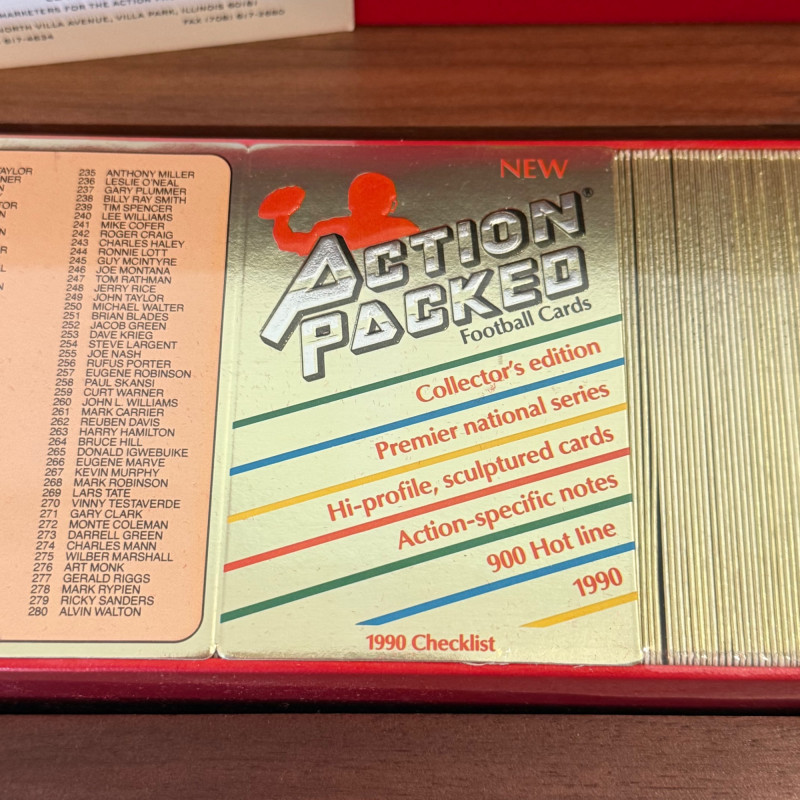 MARKETERS FOR THE ACTION
NORTH VILLA AVENUE, VILLA PARK, ILLINOIS 60181
617-4634
FAX (708) 617-2660
TAYLOR
235 ANTHONY MILLER
236 LESLIE O'NEAL
237 GARY PLUMMER
238 BILLY RAY SMITH
239 TIM SPENCER
240 LEE WILLIAMS
241 MIKE COFER
242 ROGER CRAIG
243 CHARLES HALEY
244 RONNIE LOTT
245 GUY MCINTYRE
246 JOE MONTANA
247 TOM RATHMAN
248 JERRY RICE
249 JOHN TAYLOR
250 MICHAEL WALTER
251 BRIAN BLADES
252 JACOB GREEN
253 DAVE KRIEG
254 STEVE LARGENT
255 JOE NASH
256 RUFUS PORTER
257 EUGENE ROBINSON
258 PAUL SKANSI
259 CURT WARNER
260 JOHN L. WILLIAMS
261 MARK CARRIER
262 REUBEN DAVIS
263 HARRY HAMILTON
264 BRUCE HILL
265 DONALD IGWEBUIKE
266 EUGENE MARVE
267 KEVIN MURPHY
268 MARK ROBINSON
269 LARS TATE
270 VINNY TESTAVERDE
271 GARY CLARK
272 MONTE COLEMAN
273 DARRELL GREEN
274 CHARLES MANN
275 WILBER MARSHALL
276 ART MONK
277 GERALD RIGGS
278 MARK RYPIEN
279 RICKY SANDERS
280 ALVIN WALTON
NEW
ACTION
PACKED®
Football Cards
Collector's edition
Premier national series
Hi-profile, sculptured cards
Action-specific notes
900 Hot line
1990
1990 Checklist